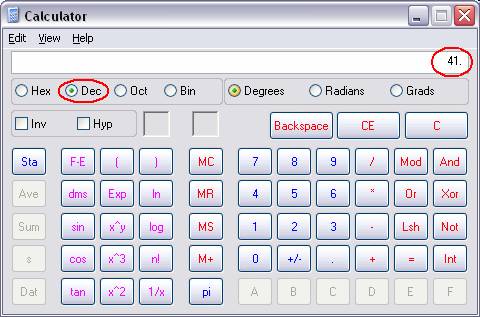 Calculator
Edit View Help
41.
Hex Dec Oct Bin Degrees Radians Grads
Inv Hyp Backspace CE C
Sta F-E ( ) MC 7 8 9 / Mod And
Ave dms Exp ln MR 4 5 6 * Or Xor
Sum sin x^y log MS 1 2 3 - Lsh Not
s cos x^3 n! M+ 0 +/- . + = Int
Dat tan x^2 1/x pi A B C D E F